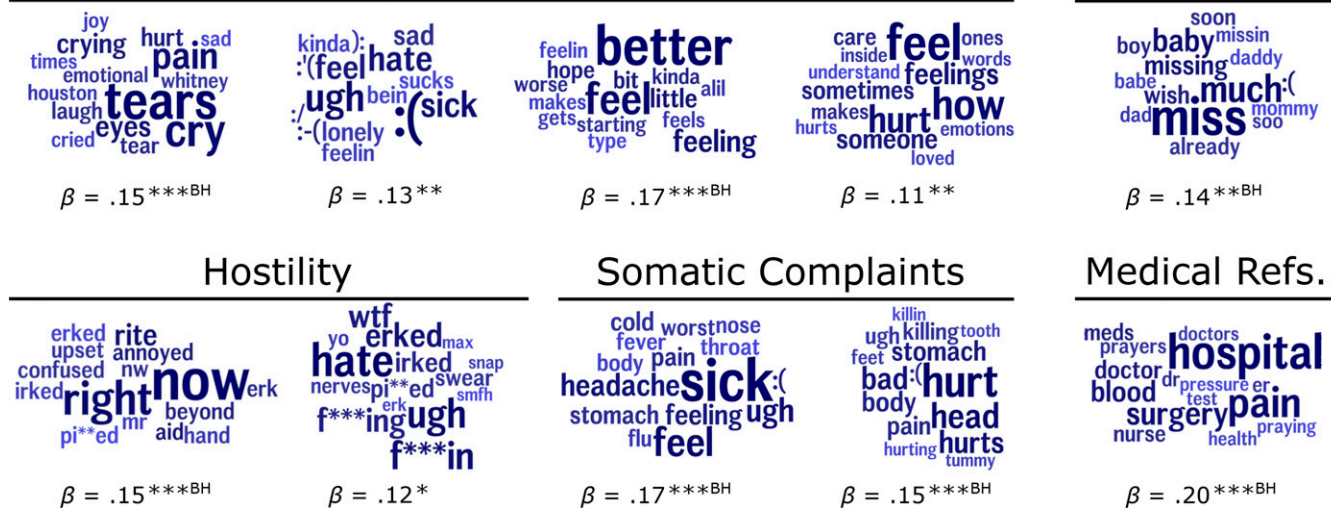 joy
crying hurt sad
times pain
emotional whitney
houston tears
laugh eyes cry
cried tear
β = .15***BH
kinda): sad
:'(feel hate
sucks
ugh bein
:/ :( sick
:-( lonely
feelin
β = .13**
feelin better
hope bit kinda
worse feel little alil
makes feels
gets starting
type feeling
β = .17***BH
care feel ones
inside words
understand feelings
sometimes how
makes hurt
hurts emotions
someone
loved
β = .11**
soon
boy baby missin
missing daddy
babe wish much :(
dad miss mommy
soo
already
β = .14**BH
Hostility
Somatic Complaints
Medical Refs.
erked rite
upset annoyed
confused nw now
irked right erk
beyond
mr
pi**ed aid hand
β = .15***BH
wtf
yo erked max
hate irked snap
nerves pi**ed swear
erk smfh
f***ing ugh
f***in
β = .12*
cold worst nose
fever throat
body pain
headache sick :(
stomach feeling ugh
flu feel
β = .17***BH
killin
ugh killing tooth
feet stomach
bad :( hurt
body
pain head
hurting hurts
tummy
β = .15***BH
meds doctors
prayers hospital
doctor dr pressure er
blood test
surgery pain
nurse praying
health
β = .20***BH